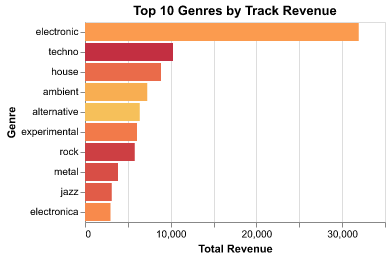 Top 10 Genres by Track Revenue
electronic
techno
house
ambient
alternative
experimental
rock
metal
jazz
electronica
Genre
0 10,000 20,000 30,000
Total Revenue